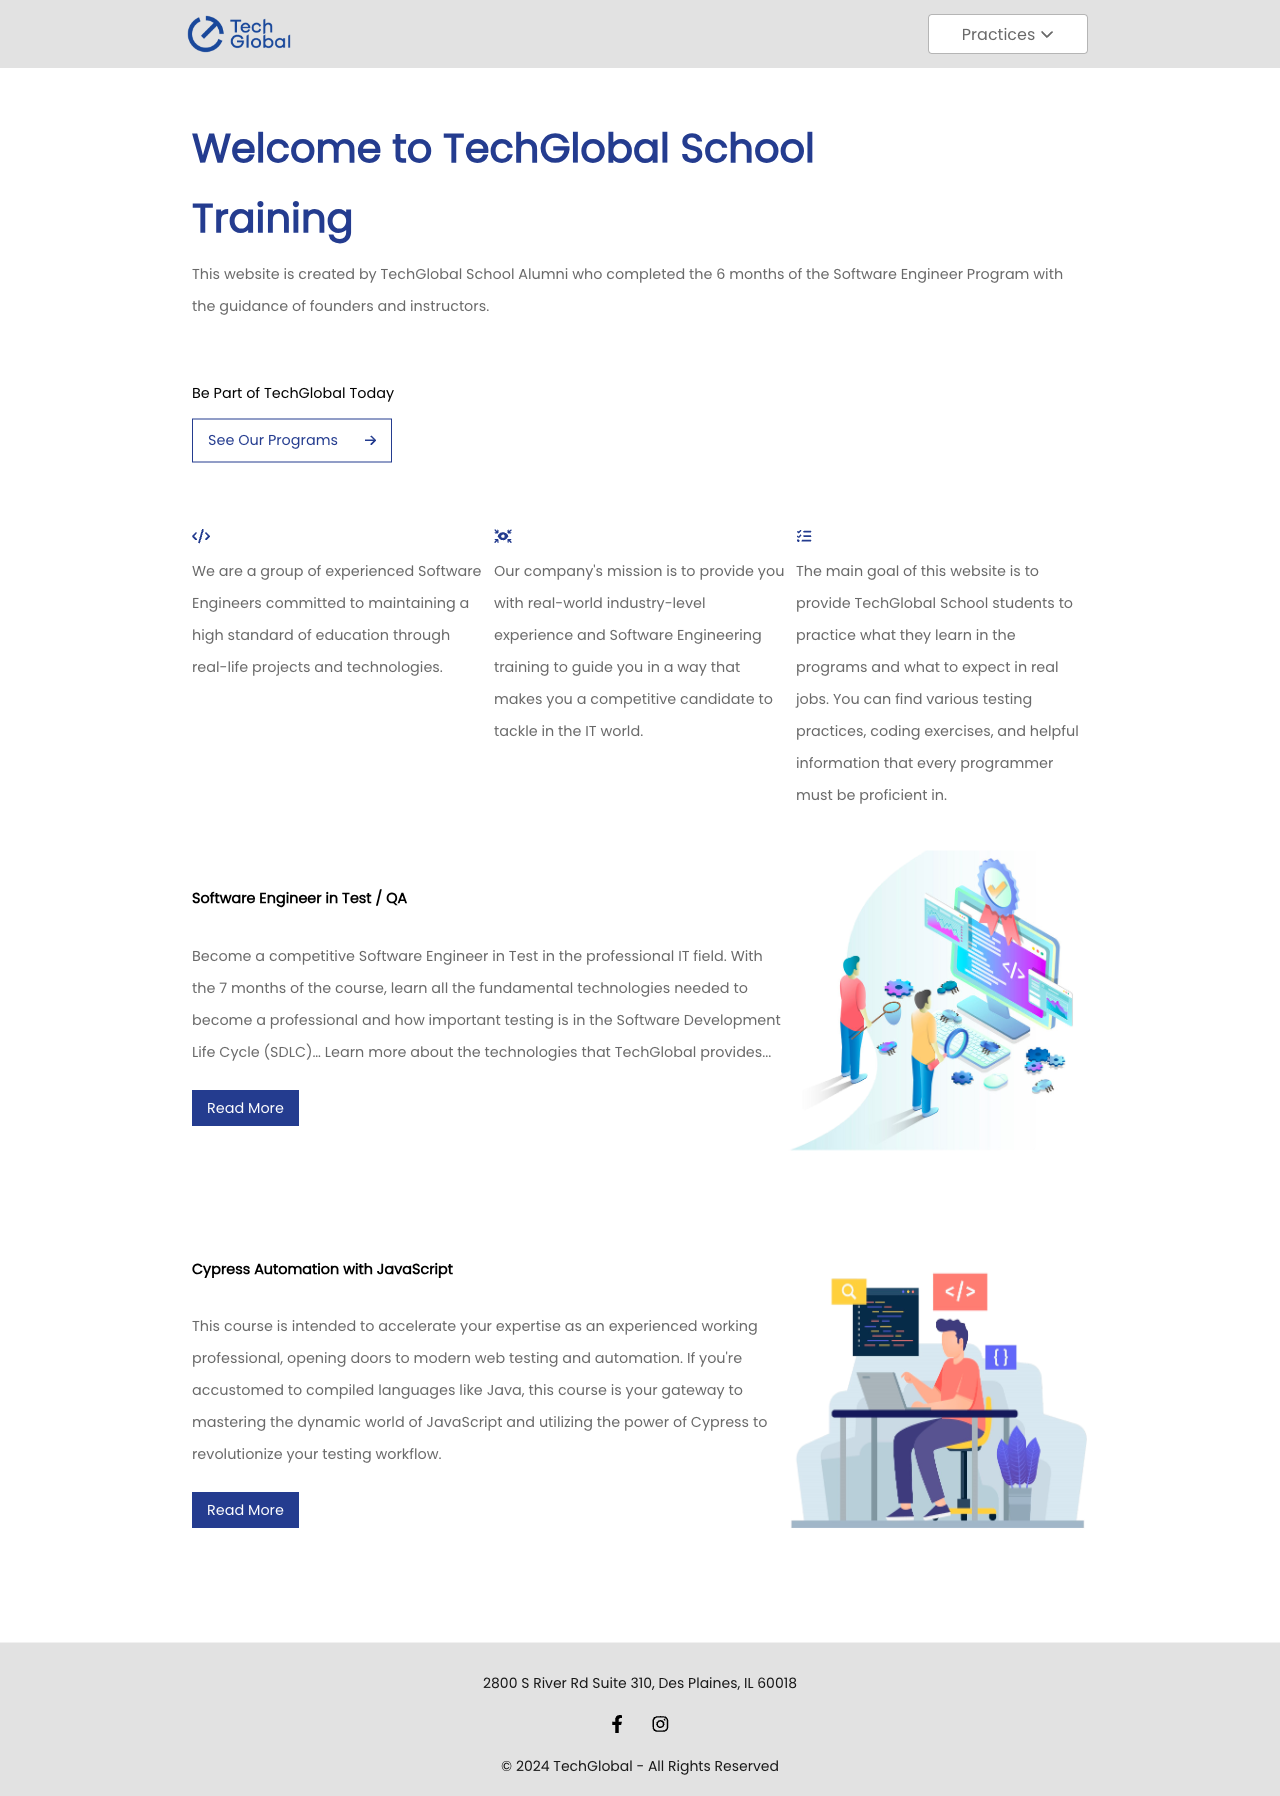 Tech
Global
Practices
Welcome to TechGlobal School
Training
This website is created by TechGlobal School Alumni who completed the 6 months of the Software Engineer Program with
the guidance of founders and instructors.
Be Part of TechGlobal Today
See Our Programs
We are a group of experienced Software
Engineers committed to maintaining a
high standard of education through
real-life projects and technologies.
Our company's mission is to provide you
with real-world industry-level
experience and Software Engineering
training to guide you in a way that
makes you a competitive candidate to
tackle in the IT world.
The main goal of this website is to
provide TechGlobal School students to
practice what they learn in the
programs and what to expect in real
jobs. You can find various testing
practices, coding exercises, and helpful
information that every programmer
must be proficient in.
Software Engineer in Test / QA
Become a competitive Software Engineer in Test in the professional IT field. With
the 7 months of the course, learn all the fundamental technologies needed to
become a professional and how important testing is in the Software Development
Life Cycle (SDLC)... Learn more about the technologies that TechGlobal provides...
Read More
</>
Cypress Automation with JavaScript
This course is intended to accelerate your expertise as an experienced working
professional, opening doors to modern web testing and automation. If you're
accustomed to compiled languages like Java, this course is your gateway to
mastering the dynamic world of JavaScript and utilizing the power of Cypress to
revolutionize your testing workflow.
Read More
</>
{}
2800 S River Rd Suite 310, Des Plaines, IL 60018
© 2024 TechGlobal - All Rights Reserved